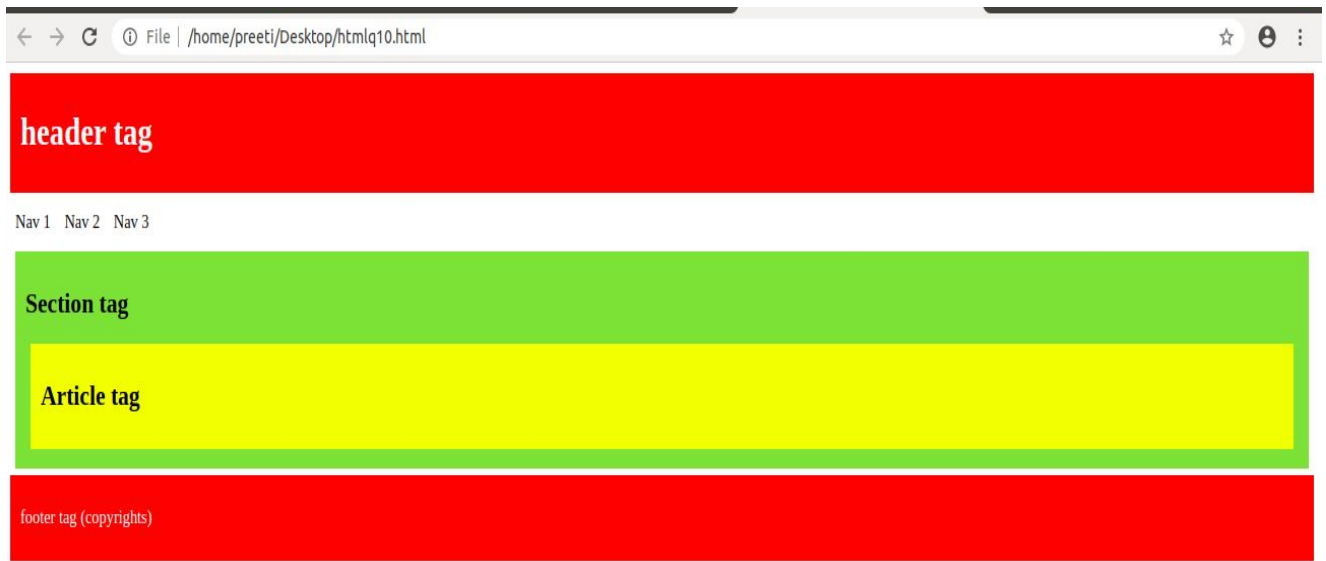 File | /home/preeti/Desktop/htmlq10.html
header tag
Nav 1 Nav 2 Nav 3
Section tag
Article tag
footer tag (copyrights)